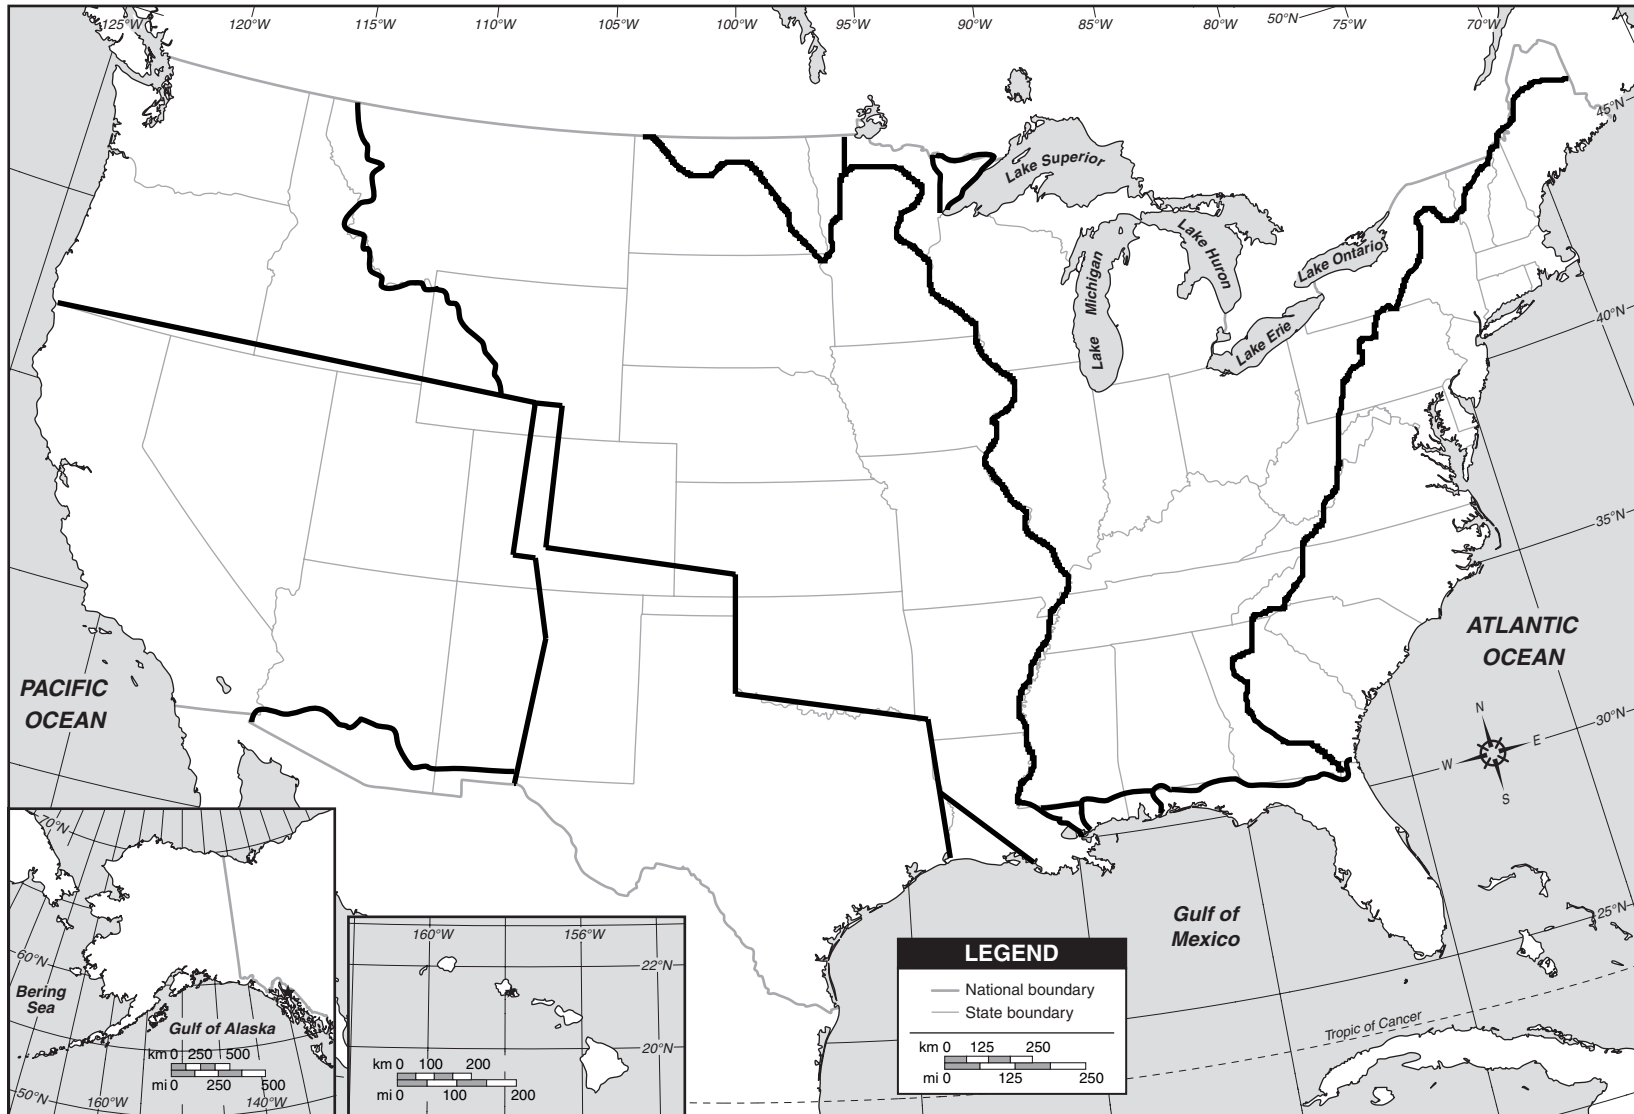 125°W 120°W 115°W 110°W 105°W 100°W 95°W 90°W 85°W 80°W 50°N 75°W 70°W
45°N
Lake Superior
Lake Huron
Lake Ontario
Lake Michigan
Lake Erie
40°N
35°N
ATLANTIC
OCEAN
PACIFIC
OCEAN
30°N
N
E
W
S
25°N
Gulf of
Mexico
Tropic of Cancer
70°N
60°N
Bering
Sea
Gulf of Alaska
km 0 250 500
mi 0 250 500
50°N 160°W 140°W
160°W 156°W
22°N
20°N
km 0 100 200
mi 0 100 200
LEGEND
National boundary
State boundary
km 0 125 250
mi 0 125 250